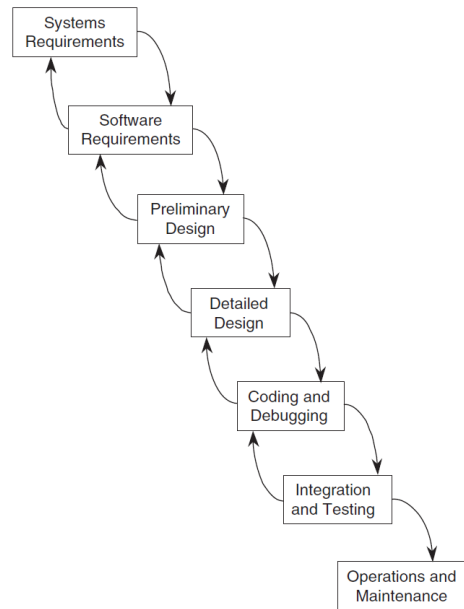 Systems
Requirements
Software
Requirements
Preliminary
Design
Detailed
Design
Coding and
Debugging
Integration
and Testing
Operations and
Maintenance